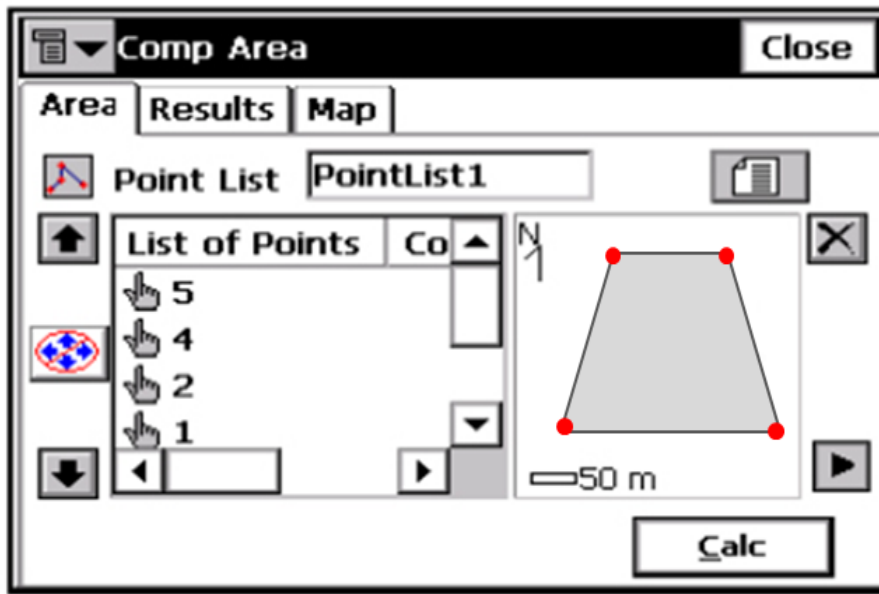 Comp Area Close
Area Results Map
Point List PointList1
List of Points Co
N
5
4
2
1
50 m
Calc